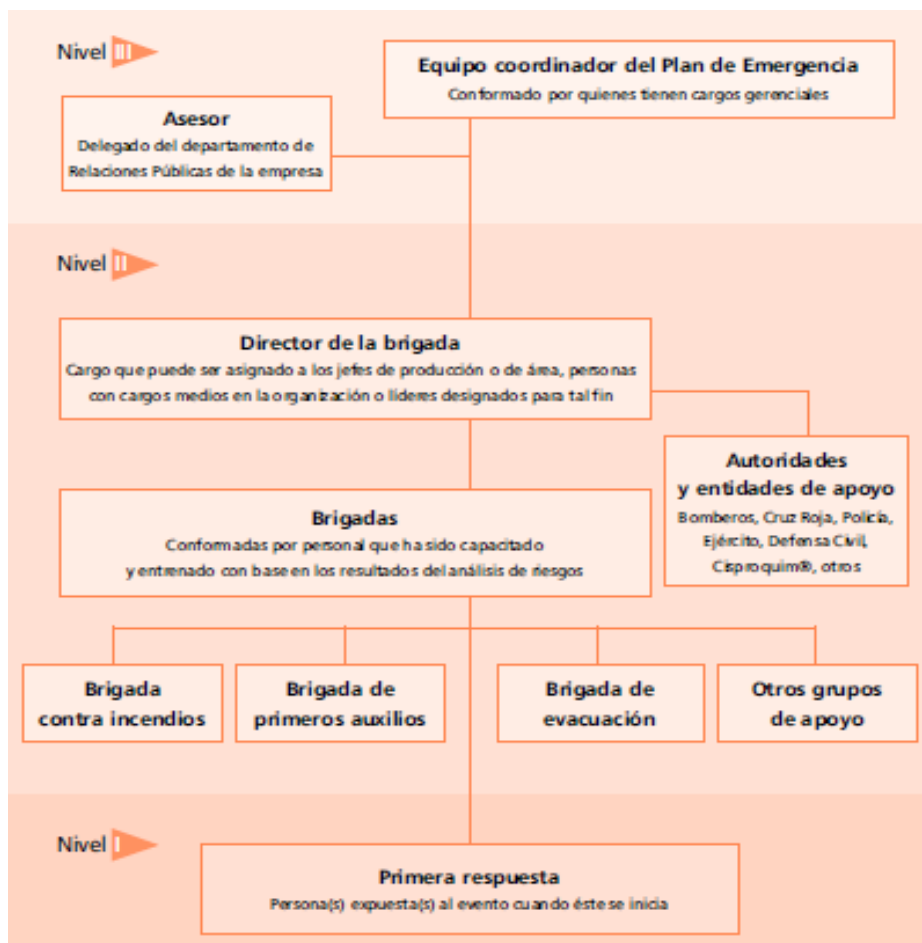 Nivel III
Equipo coordinador del Plan de Emergencia
Conformado por quienes tienen cargos gerenciales
Asesor
Delegado del departamento de
Relaciones Públicas de la empresa
Nivel II
Director de la brigada
Cargo que puede ser asignado a los jefes de producción o de área, personas
con cargos medios en la organización o líderes designados para tal fin
Autoridades
y entidades de apoyo
Bomberos, Cruz Roja, Policía,
Ejército, Defensa Civil,
Cisproquim®, otros
Brigadas
Conformadas por personal que ha sido capacitado
y entrenado con base en los resultados del análisis de riesgos
Brigada
contra incendios
Brigada de
primeros auxilios
Brigada de
evacuación
Otros grupos
de apoyo
Nivel I
Primera respuesta
Persona(s) expuesta(s) al evento cuando éste se inicia